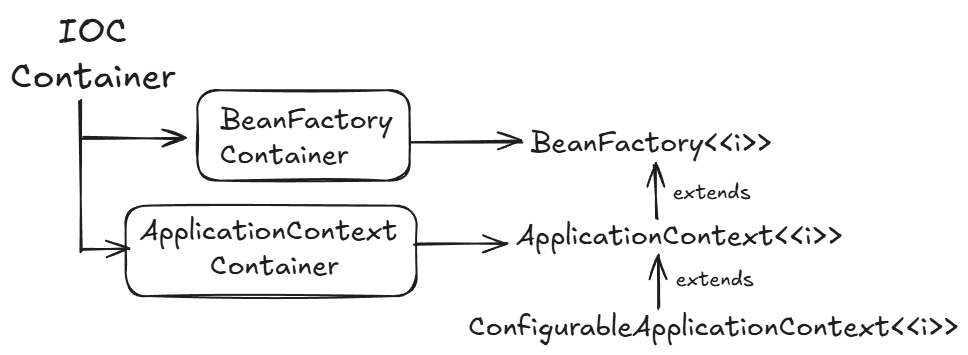 IOC
Container
BeanFactory
Container
BeanFactory<<i>>
extends
ApplicationContext
Container
ApplicationContext<<i>>
extends
ConfigurableApplicationContext<<i>>